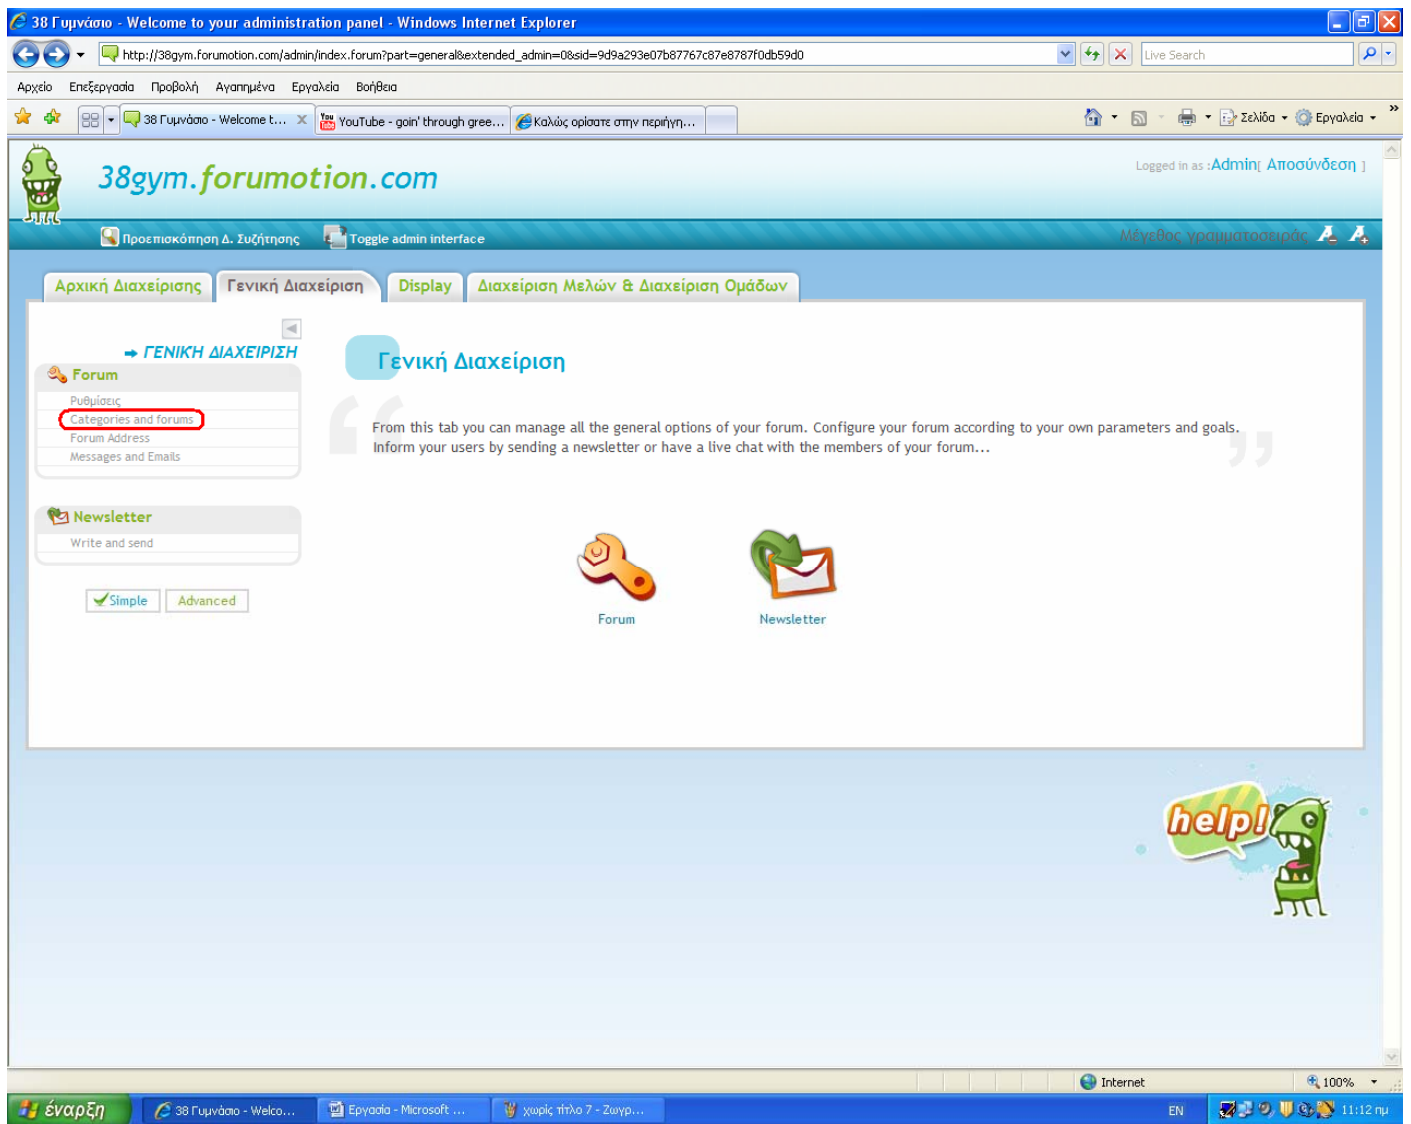 38 Γυμνάσιο - Welcome to your administration panel - Windows Internet Explorer
http://38gym.forumotion.com/admin/index.forum?part=general&extended_admin=0&sid=9d9a293e07b87767c87e8787f0db59d0
Live Search
Αρχείο Επεξεργασία Προβολή Αγαπημένα Εργαλεία Βοήθεια
38 Γυμνάσιο - Welcome t... X You Tube YouTube - goin' through gree... Καλώς ορίσατε στην περιήγη... Σελίδα Εργαλεία »
38gym.forumotion.com
Logged in as :Admin[ Αποσύνδεση ]
Προεπισκόπηση Δ. Συζήτησης Toggle admin interface Μέγεθος γραμματοσειράς A- A+
Αρχική Διαχείρισης Γενική Διαχείριση Display Διαχείριση Μελών & Διαχείριση Ομάδων
ΓΕΝΙΚΉ ΔΙΑΧΕΊΡΙΣΗ
Forum
Ρυθμίσεις
Categories and forums
Forum Address
Messages and Emails
Newsletter
Write and send
Simple Advanced
Γενική Διαχείριση
“
From this tab you can manage all the general options of your forum. Configure your forum according to your own parameters and goals.
Inform your users by sending a newsletter or have a live chat with the members of your forum...
”
Forum Newsletter
help!
Internet 100%
έναρξη 38 Γυμνάσιο - Welco... Εργασία - Microsoft ... χωρίς τίτλο 7 - Ζωγρ... EN 11:12 πμ